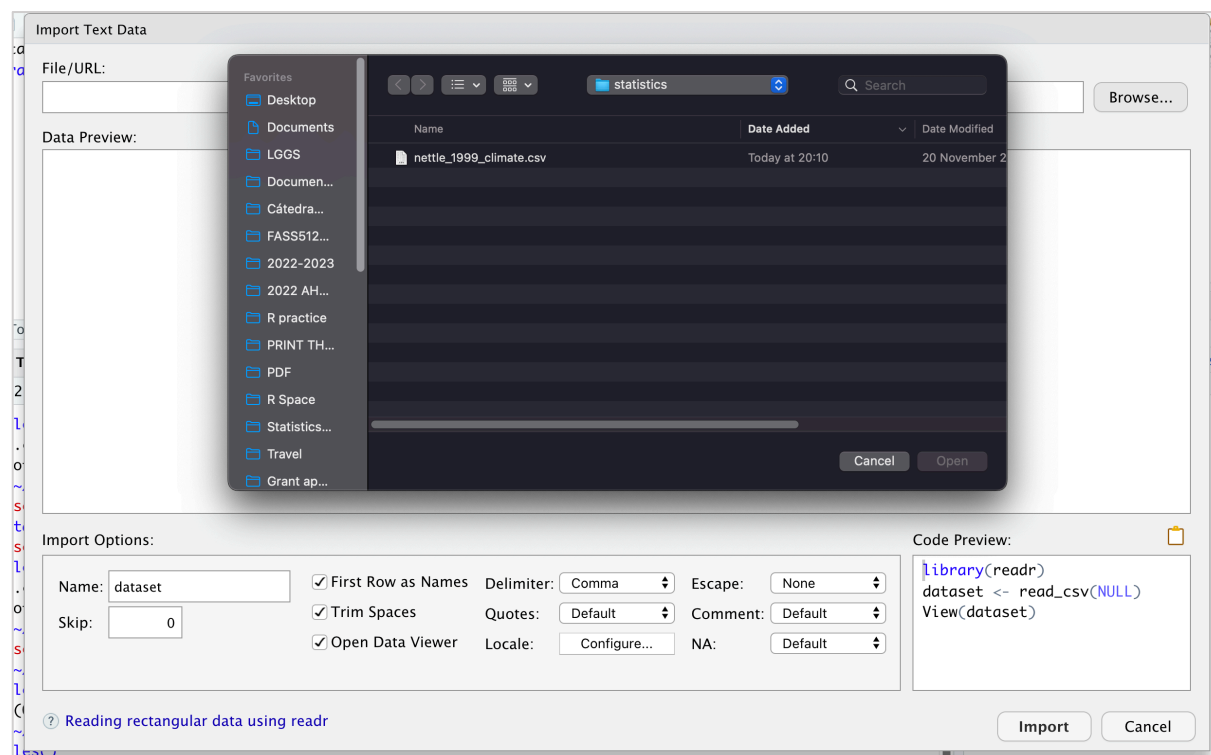 Import Text Data
File/URL:
Browse...
Data Preview:
Favorites
Desktop
Documents
LGGS
Documen...
Cátedra...
FASS512...
2022-2023
2022 AH...
R practice
PRINT TH...
PDF
R Space
Statistics...
Travel
Grant ap...
statistics
Search
Name Date Added Date Modified
nettle_1999_climate.csv Today at 20:10 20 November 2
Cancel Open
Import Options:
Name: dataset
Skip: 0
First Row as Names
Trim Spaces
Open Data Viewer
Delimiter: Comma
Quotes: Default
Locale: Configure...
Escape: None
Comment: Default
NA: Default
Code Preview:
library(readr)
dataset <- read_csv(NULL)
View(dataset)
? Reading rectangular data using readr
Import Cancel